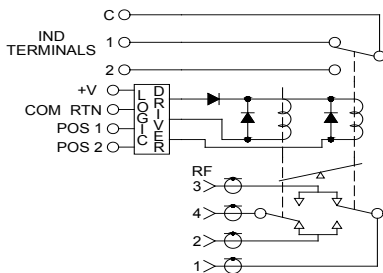 C
IND
TERMINALS
1
2
+V
COM RTN
POS 1
POS 2
LOGIC
DRIVER
RF
3
4
2
1